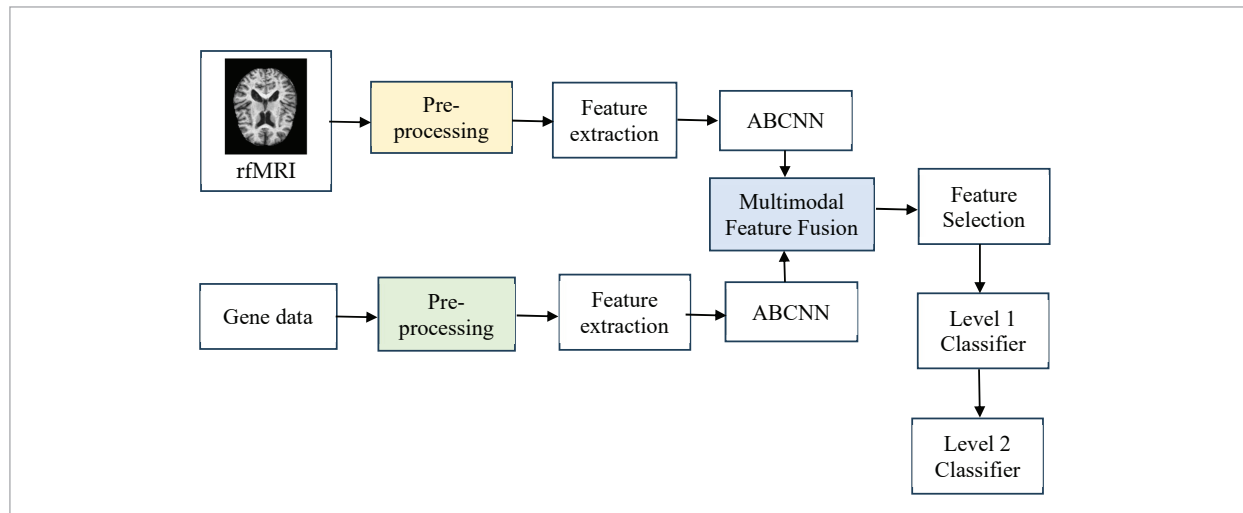 rfMRI
Pre-
processing
Feature
extraction
ABCNN
Multimodal
Feature Fusion
Feature
Selection
Gene data
Pre-
processing
Feature
extraction
ABCNN
Level 1
Classifier
Level 2
Classifier